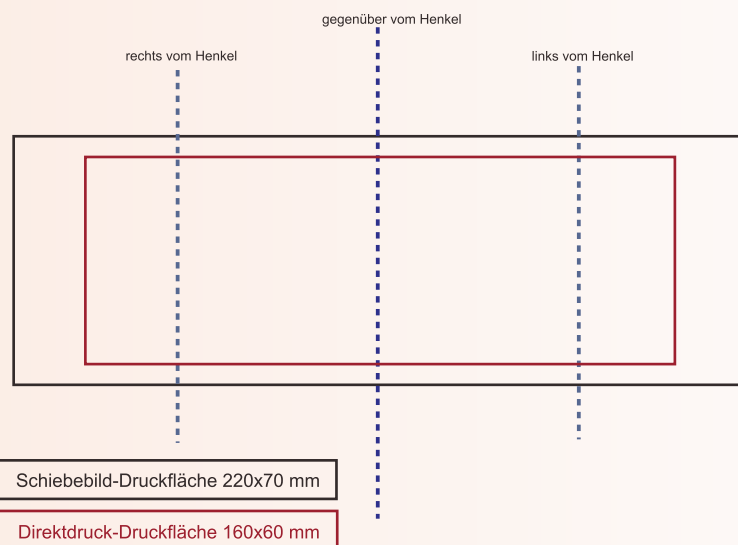 gegenüber vom Henkel
rechts vom Henkel
links vom Henkel
Schiebebild-Druckfläche 220x70 mm
Direktdruck-Druckfläche 160x60 mm